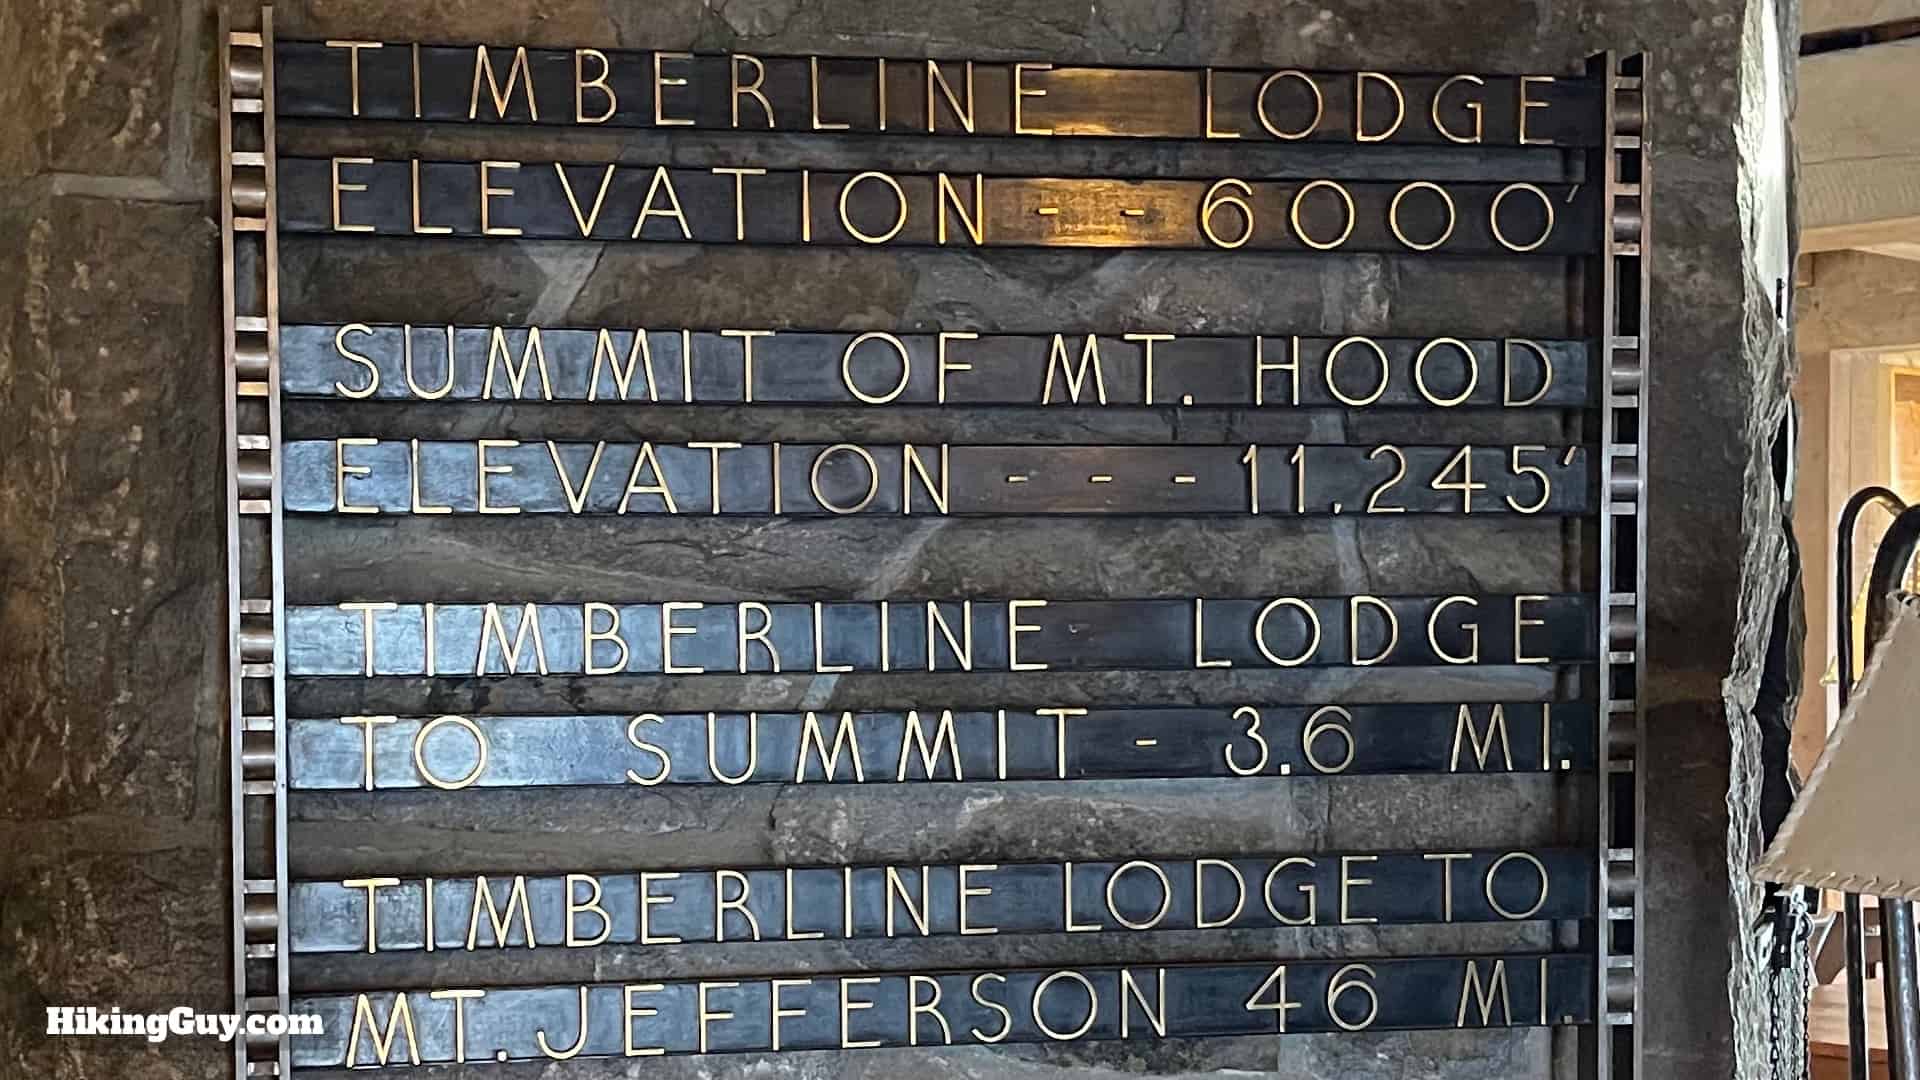 TIMBERLINE LODGE
ELEVATION - - 6000'
SUMMIT OF MT. HOOD
ELEVATION - - - 11,245'
TIMBERLINE LODGE
TO SUMMIT - 3.6 MI.
TIMBERLINE LODGE TO
MT. JEFFERSON 46 MI.
HikingGuy.com